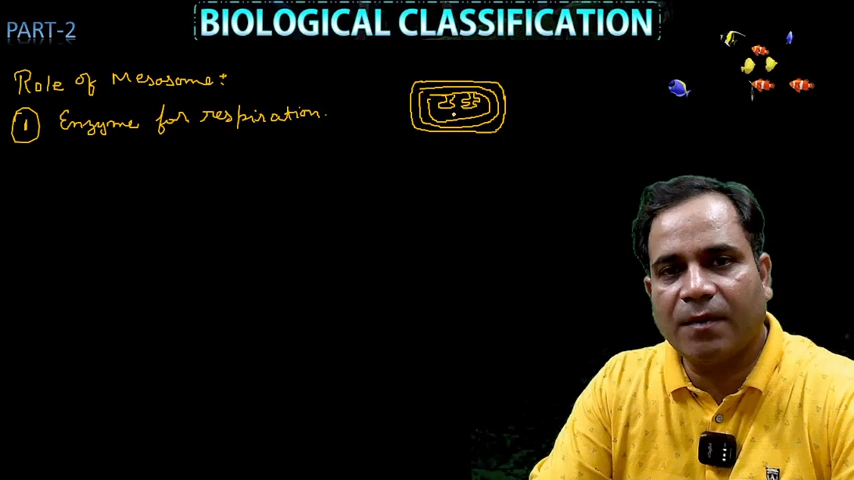 PART-2
BIOLOGICAL CLASSIFICATION
Role of Mesosome:
1 Enzyme for respiration.